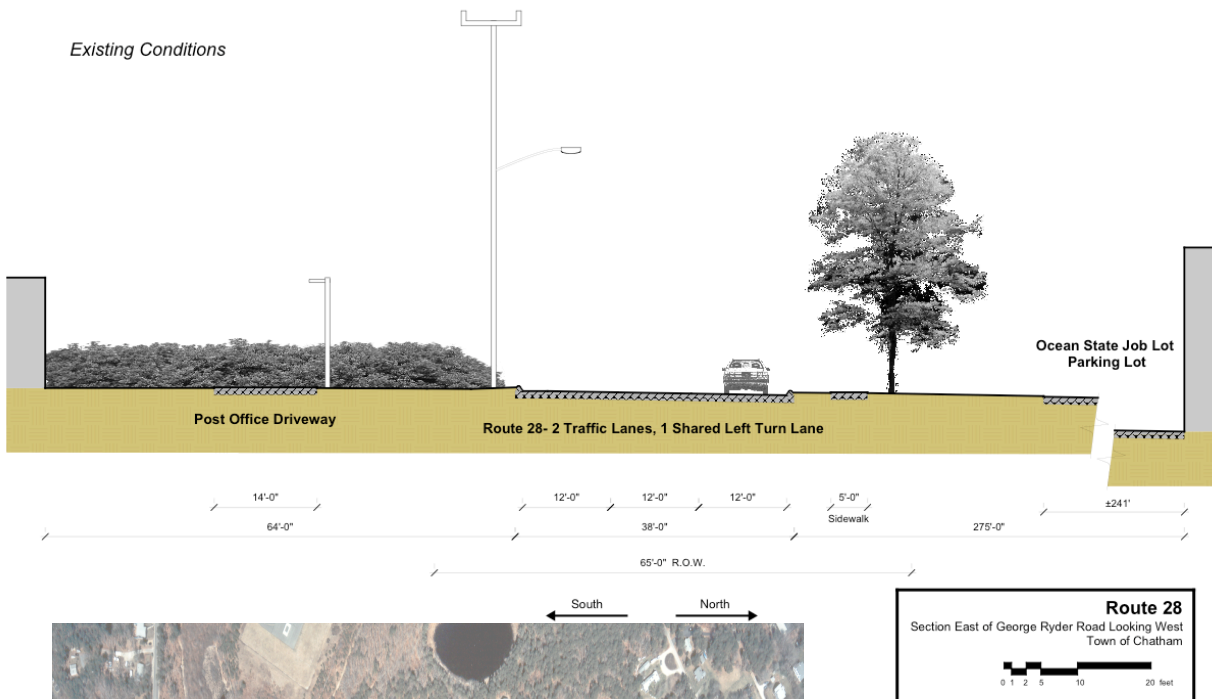 Existing Conditions
Ocean State Job Lot
Parking Lot
Post Office Driveway
Route 28- 2 Traffic Lanes, 1 Shared Left Turn Lane
14'-0"
12'-0"
12'-0"
12'-0"
5'-0"
±241'
Sidewalk
64'-0"
38'-0"
275'-0"
65'-0" R.O.W.
South
North
Route 28
Section East of George Ryder Road Looking West
Town of Chatham
0 1 2 5 10 20 feet